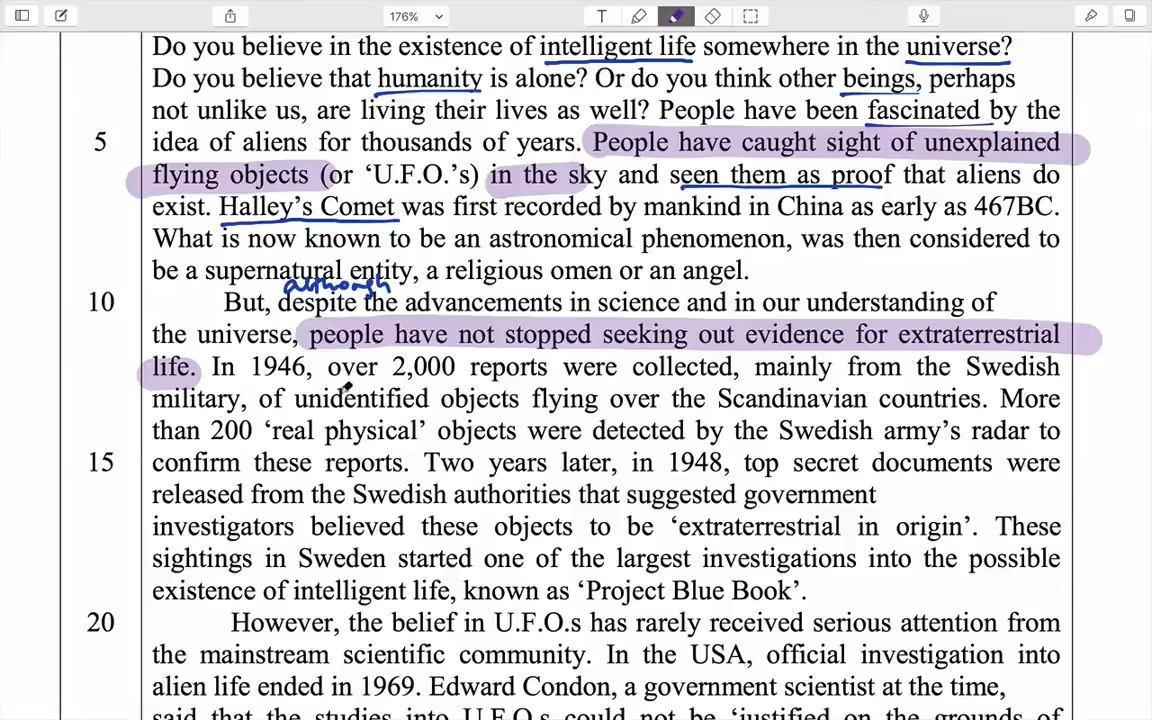 176%
T
Do you believe in the existence of intelligent life somewhere in the universe?
Do you believe that humanity is alone? Or do you think other beings, perhaps
not unlike us, are living their lives as well? People have been fascinated by the
5 idea of aliens for thousands of years. People have caught sight of unexplained
flying objects (or ‘U.F.O.’s) in the sky and seen them as proof that aliens do
exist. Halley’s Comet was first recorded by mankind in China as early as 467BC.
What is now known to be an astronomical phenomenon, was then considered to
be a supernatural entity, a religious omen or an angel.
although
10 But, despite the advancements in science and in our understanding of
the universe, people have not stopped seeking out evidence for extraterrestrial
life. In 1946, over 2,000 reports were collected, mainly from the Swedish
military, of unidentified objects flying over the Scandinavian countries. More
than 200 ‘real physical’ objects were detected by the Swedish army’s radar to
15 confirm these reports. Two years later, in 1948, top secret documents were
released from the Swedish authorities that suggested government
investigators believed these objects to be ‘extraterrestrial in origin’. These
sightings in Sweden started one of the largest investigations into the possible
existence of intelligent life, known as ‘Project Blue Book’.
20 However, the belief in U.F.O.s has rarely received serious attention from
the mainstream scientific community. In the USA, official investigation into
alien life ended in 1969. Edward Condon, a government scientist at the time,
said that the studies into U.F.O.s could not be ‘justified on the grounds of